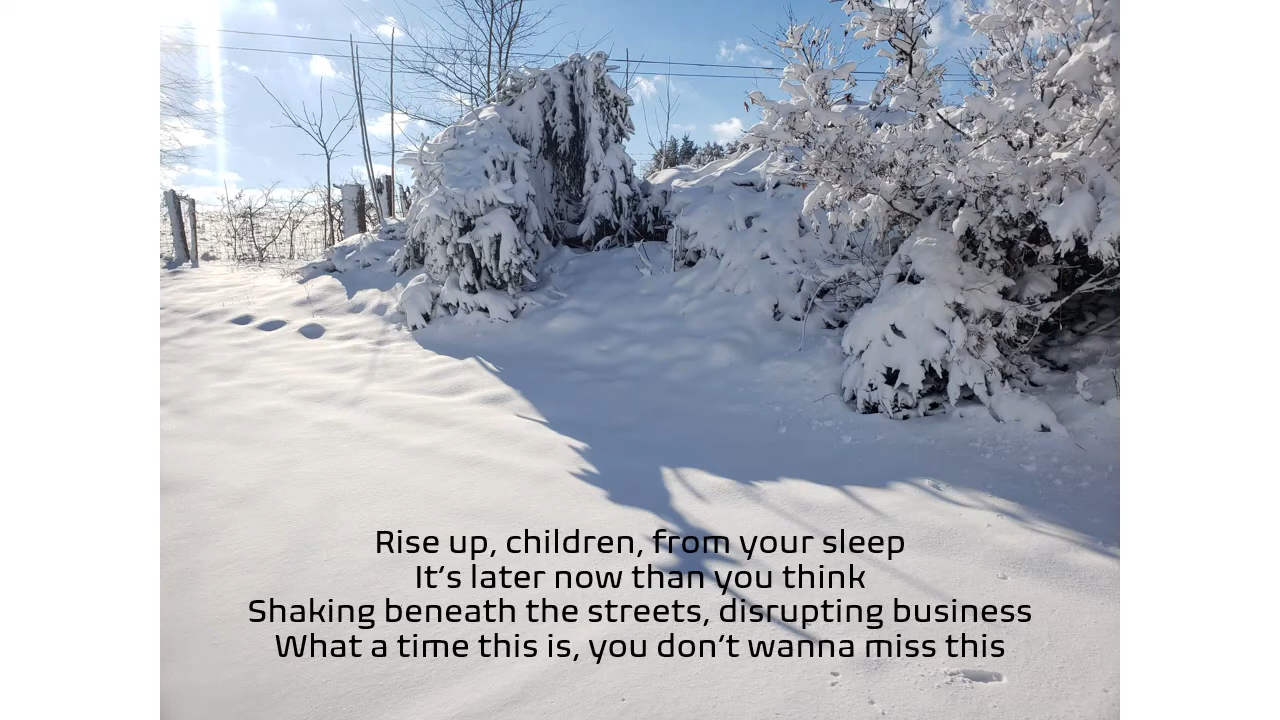 Rise up, children, from your sleep
It’s later now than you think
Shaking beneath the streets, disrupting business
What a time this is, you don’t wanna miss this